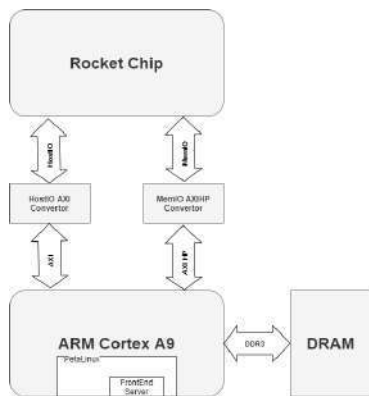 Rocket Chip
HostIO
MemIO
HostIO AXI
Convertor
MemIO AXIHP
Convertor
AXI
AXI HP
ARM Cortex A9
PetaLinux
FrontEnd
Server
DDR3
DRAM